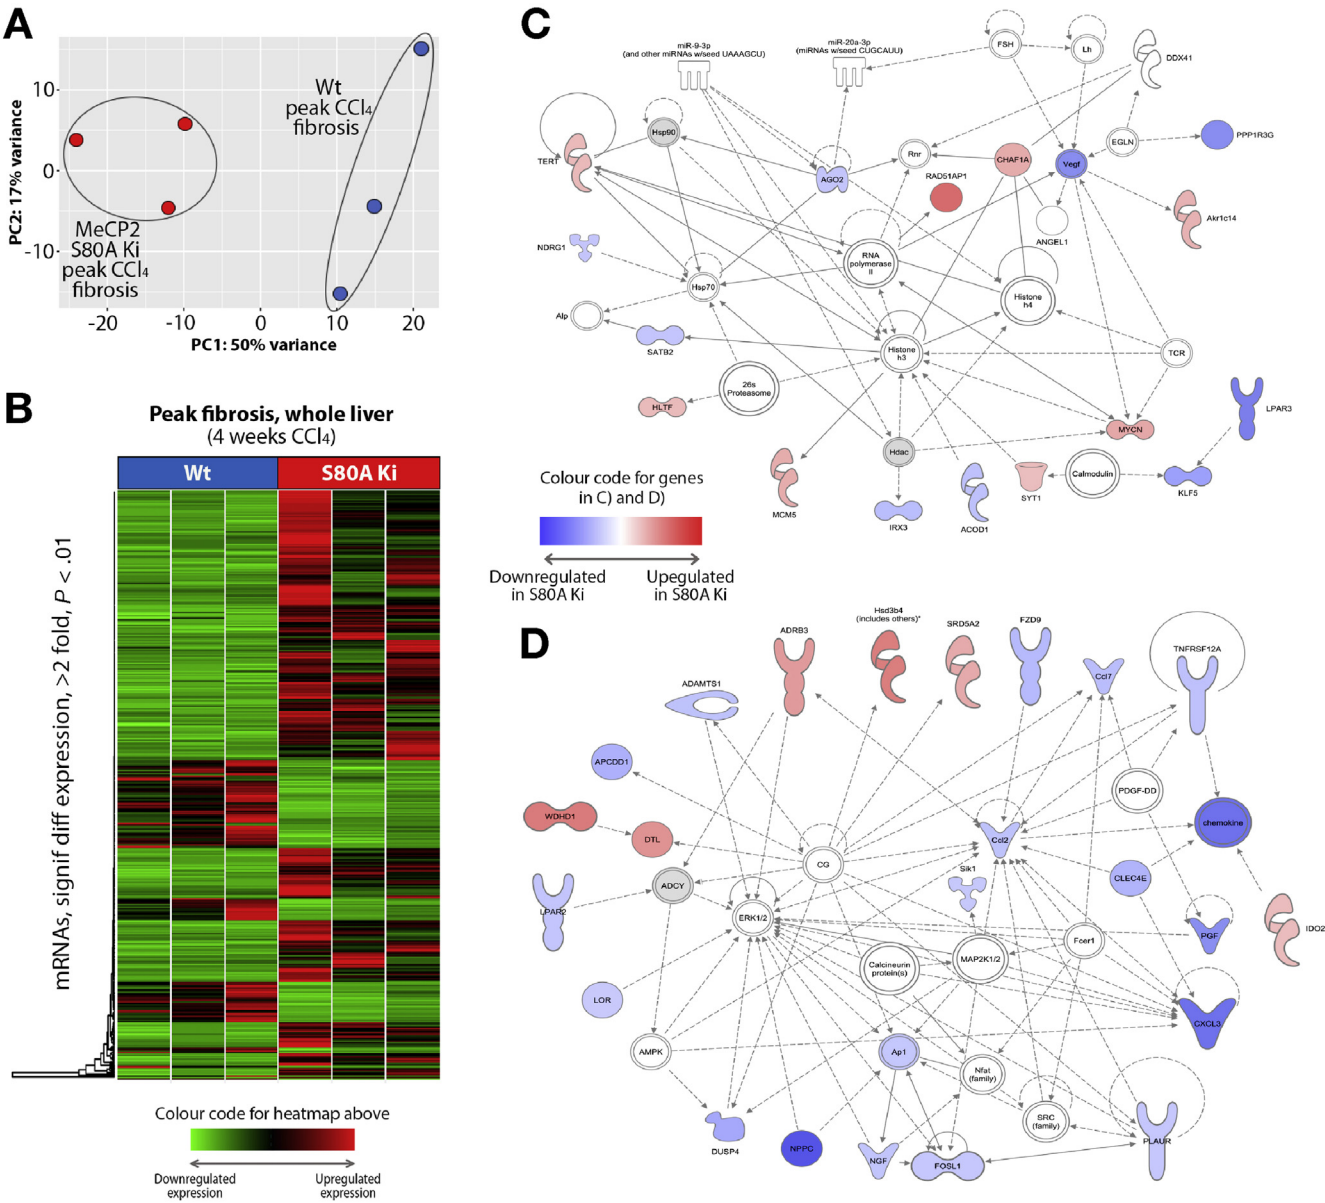 A
PC2: 17% variance
10
0
-10
Wt
peak CCl₄
fibrosis
MeCP2
S80A Ki
peak CCl₄
fibrosis
-20
-10
0
10
20
PC1: 50% variance
B
Peak fibrosis, whole liver
(4 weeks CCl₄)
Wt
S80A Ki
mRNAs, signif diff expression, >2 fold, P < .01
Colour code for heatmap above
Downregulated
expression
Upregulated
expression
C
miR-9-3p
(and other miRNAs w/seed UAAAGCU)
miR-20a-3p
(miRNAs w/seed CUGCAUU)
FSH
Lh
DDX41
TERT
Hsp90
AGO2
Rnr
CHAF1A
Vegf
EGLN
PPP1R3G
RAD51AP1
Akr1c14
ANGEL1
NDRG1
RNA
polymerase
II
Hsp70
Histone
h4
Alp
SATB2
Histone
h3
TCR
26s
Proteasome
HLTF
LPAR3
MYCN
Hdac
MCM5
IRX3
ACOD1
SYT1
Calmodulin
KLF5
Colour code for genes
in C) and D)
Downregulated
in S80A Ki
Upegulated
in S80A Ki
D
ADRB3
Hsd3b4
(includes others)*
SRD5A2
FZD9
Ccl7
TNFRSF12A
ADAMTS1
APCDD1
PDGF-DD
WDHD1
DTL
chemokine
Ccl2
CG
Sik1
CLEC4E
ADCY
LPAR2
ERK1/2
IDO2
PGF
Fcer1
MAP2K1/2
Calcineurin
protein(s)
LOR
CXCL3
AMPK
Ap1
Nfat
(family)
SRC
(family)
DUSP4
NPPC
NGF
FOSL1
PLAUR